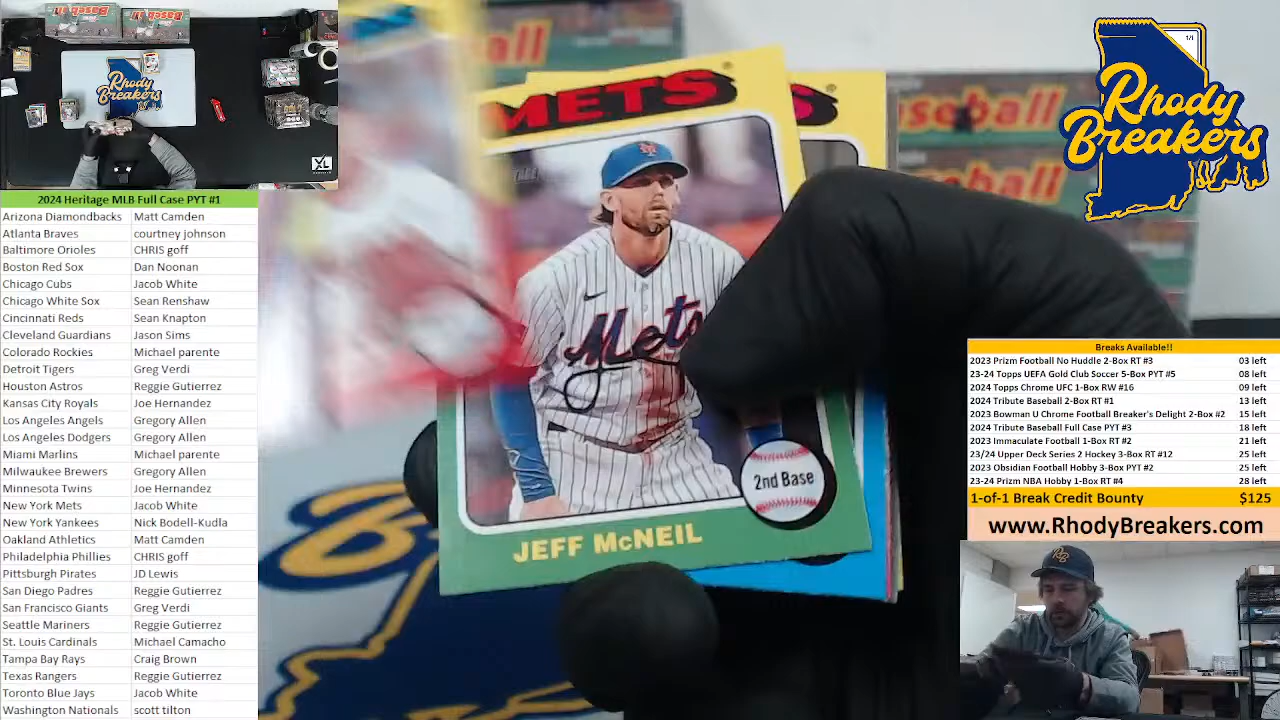 2024 Heritage MLB Full Case PYT #1
Arizona Diamondbacks Matt Camden
Atlanta Braves courtney johnson
Baltimore Orioles CHRIS goff
Boston Red Sox Dan Noonan
Chicago Cubs Jacob White
Chicago White Sox Sean Renshaw
Cincinnati Reds Sean Knapton
Cleveland Guardians Jason Sims
Colorado Rockies Michael parente
Detroit Tigers Greg Verdi
Houston Astros Reggie Gutierrez
Kansas City Royals Joe Hernandez
Los Angeles Angels Gregory Allen
Los Angeles Dodgers Gregory Allen
Miami Marlins Michael parente
Milwaukee Brewers Gregory Allen
Minnesota Twins Joe Hernandez
New York Mets Jacob White
New York Yankees Nick Bodell-Kudla
Oakland Athletics Matt Camden
Philadelphia Phillies CHRIS goff
Pittsburgh Pirates JD Lewis
San Diego Padres Reggie Gutierrez
San Francisco Giants Greg Verdi
Seattle Mariners Reggie Gutierrez
St. Louis Cardinals Michael Camacho
Tampa Bay Rays Craig Brown
Texas Rangers Reggie Gutierrez
Toronto Blue Jays Jacob White
Washington Nationals scott tilton
Rhody
Breakers
XL
METS
Mets
2nd Base
JEFF McNEIL
aseball
aseball
1/1
Rhody
Breakers
Breaks Available!!
2023 Prizm Football No Huddle 2-Box RT #3 03 left
23-24 Topps UEFA Gold Club Soccer 5-Box PYT #5 08 left
2024 Topps Chrome UFC 1-Box RW #16 09 left
2024 Tribute Baseball 2-Box RT #1 13 left
2023 Bowman U Chrome Football Breaker's Delight 2-Box #2 15 left
2024 Tribute Baseball Full Case PYT #3 18 left
2023 Immaculate Football 1-Box RT #2 21 left
23/24 Upper Deck Series 2 Hockey 3-Box RT #12 25 left
2023 Obsidian Football Hobby 3-Box PYT #2 25 left
23-24 Prizm NBA Hobby 1-Box RT #4 28 left
1-of-1 Break Credit Bounty $125
www.RhodyBreakers.com
RB